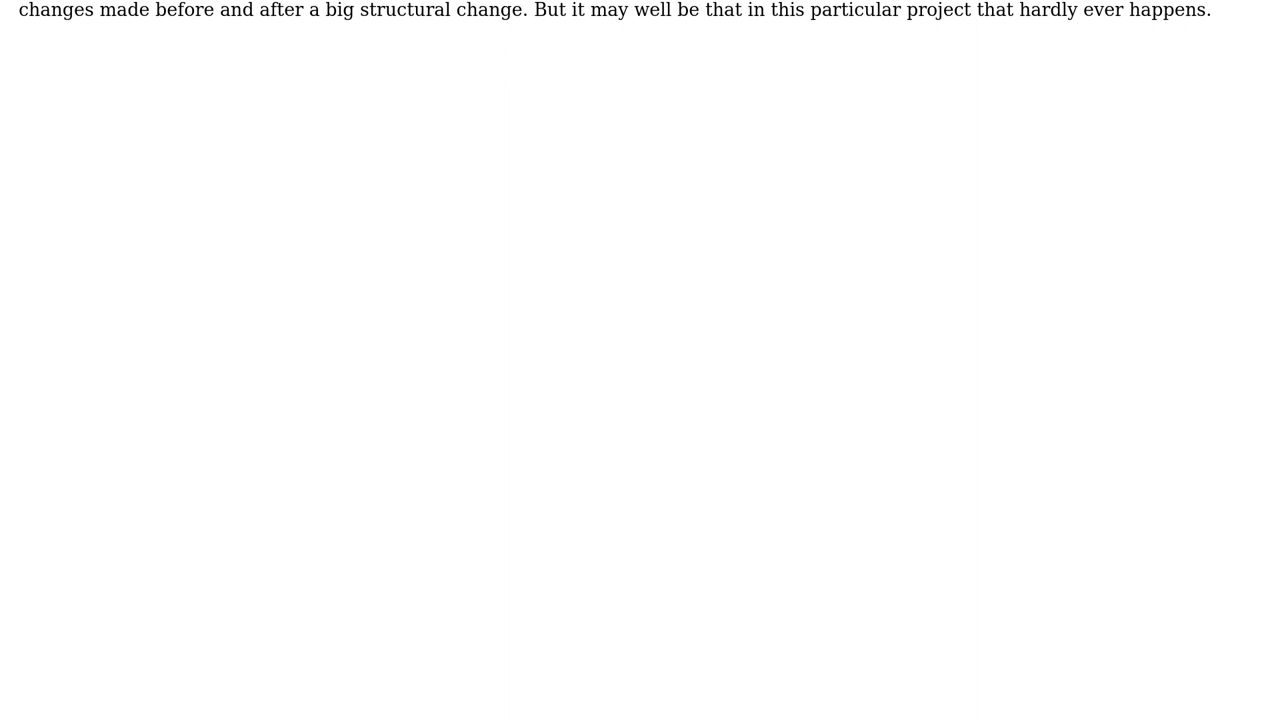 changes made before and after a big structural change. But it may well be that in this particular project that hardly ever happens.